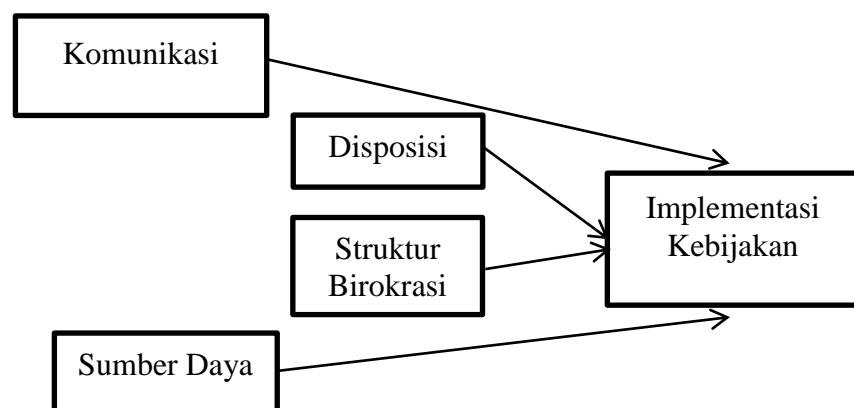 Komunikasi
Disposisi
Struktur
Birokrasi
Sumber Daya
Implementasi
Kebijakan